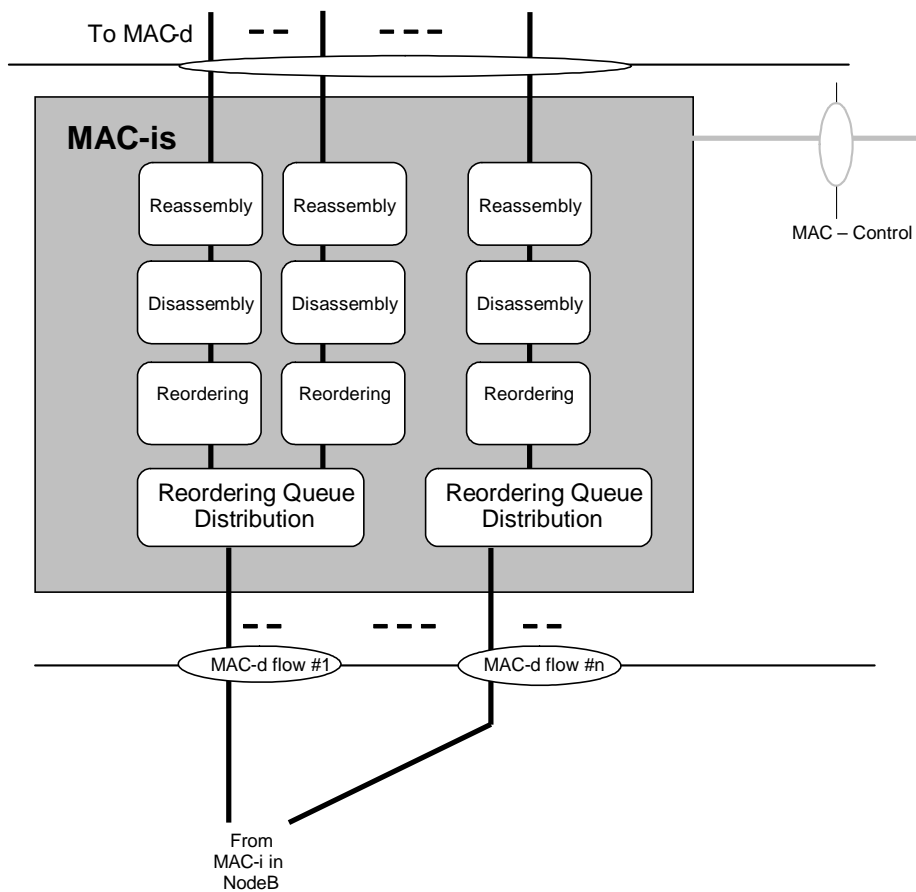 To MAC-d
MAC-is
Reassembly
Reassembly
Reassembly
MAC – Control
Disassembly
Disassembly
Disassembly
Reordering
Reordering
Reordering
Reordering Queue
Distribution
Reordering Queue
Distribution
MAC-d flow #1
MAC-d flow #n
From
MAC-i in
NodeB